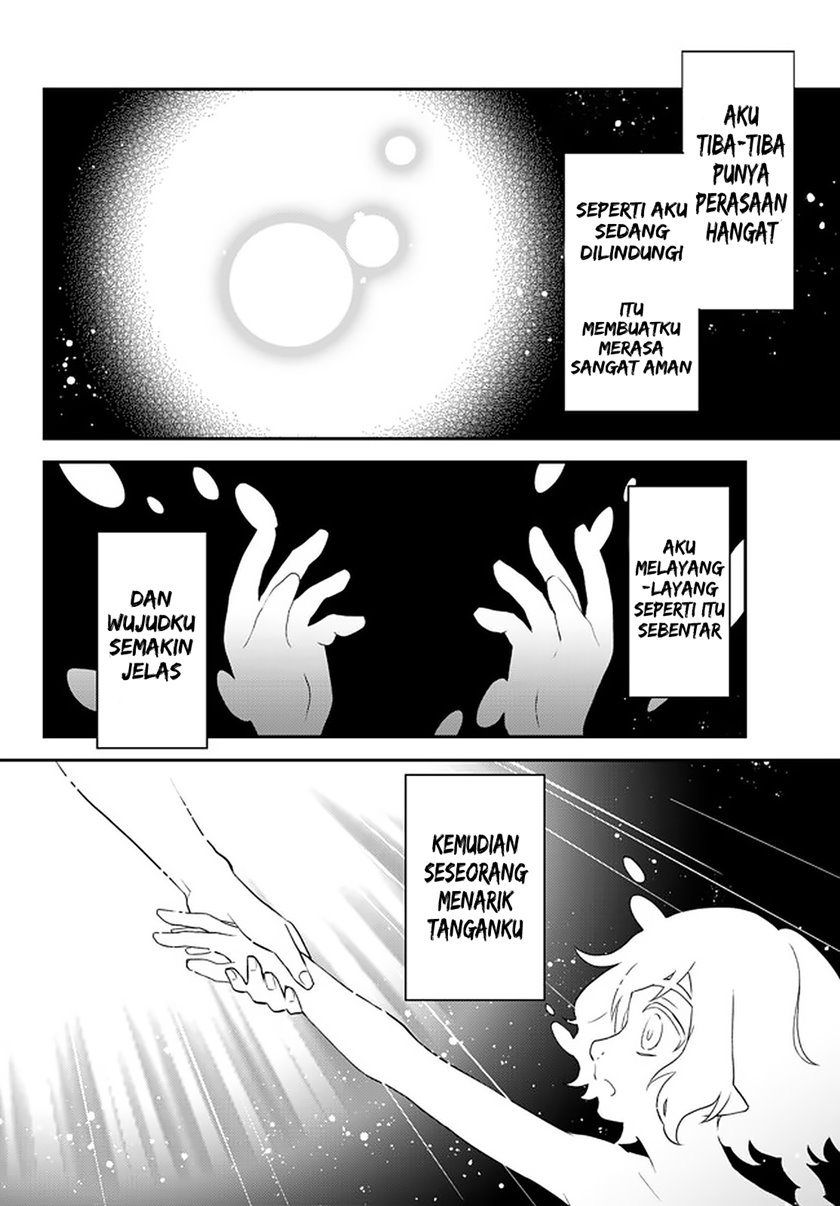 AKU
TIBA-TIBA
PUNYA
PERASAAN
HANGAT
SEPERTI AKU
SEDANG
DILINDUNGI
ITU
MEMBUATKU
MERASA
SANGAT AMAN
AKU
MELAYANG
-LAYANG
SEPERTI ITU
SEBENTAR
DAN
WUJUDKU
SEMAKIN
JELAS
KEMUDIAN
SESEORANG
MENARIK
TANGANKU